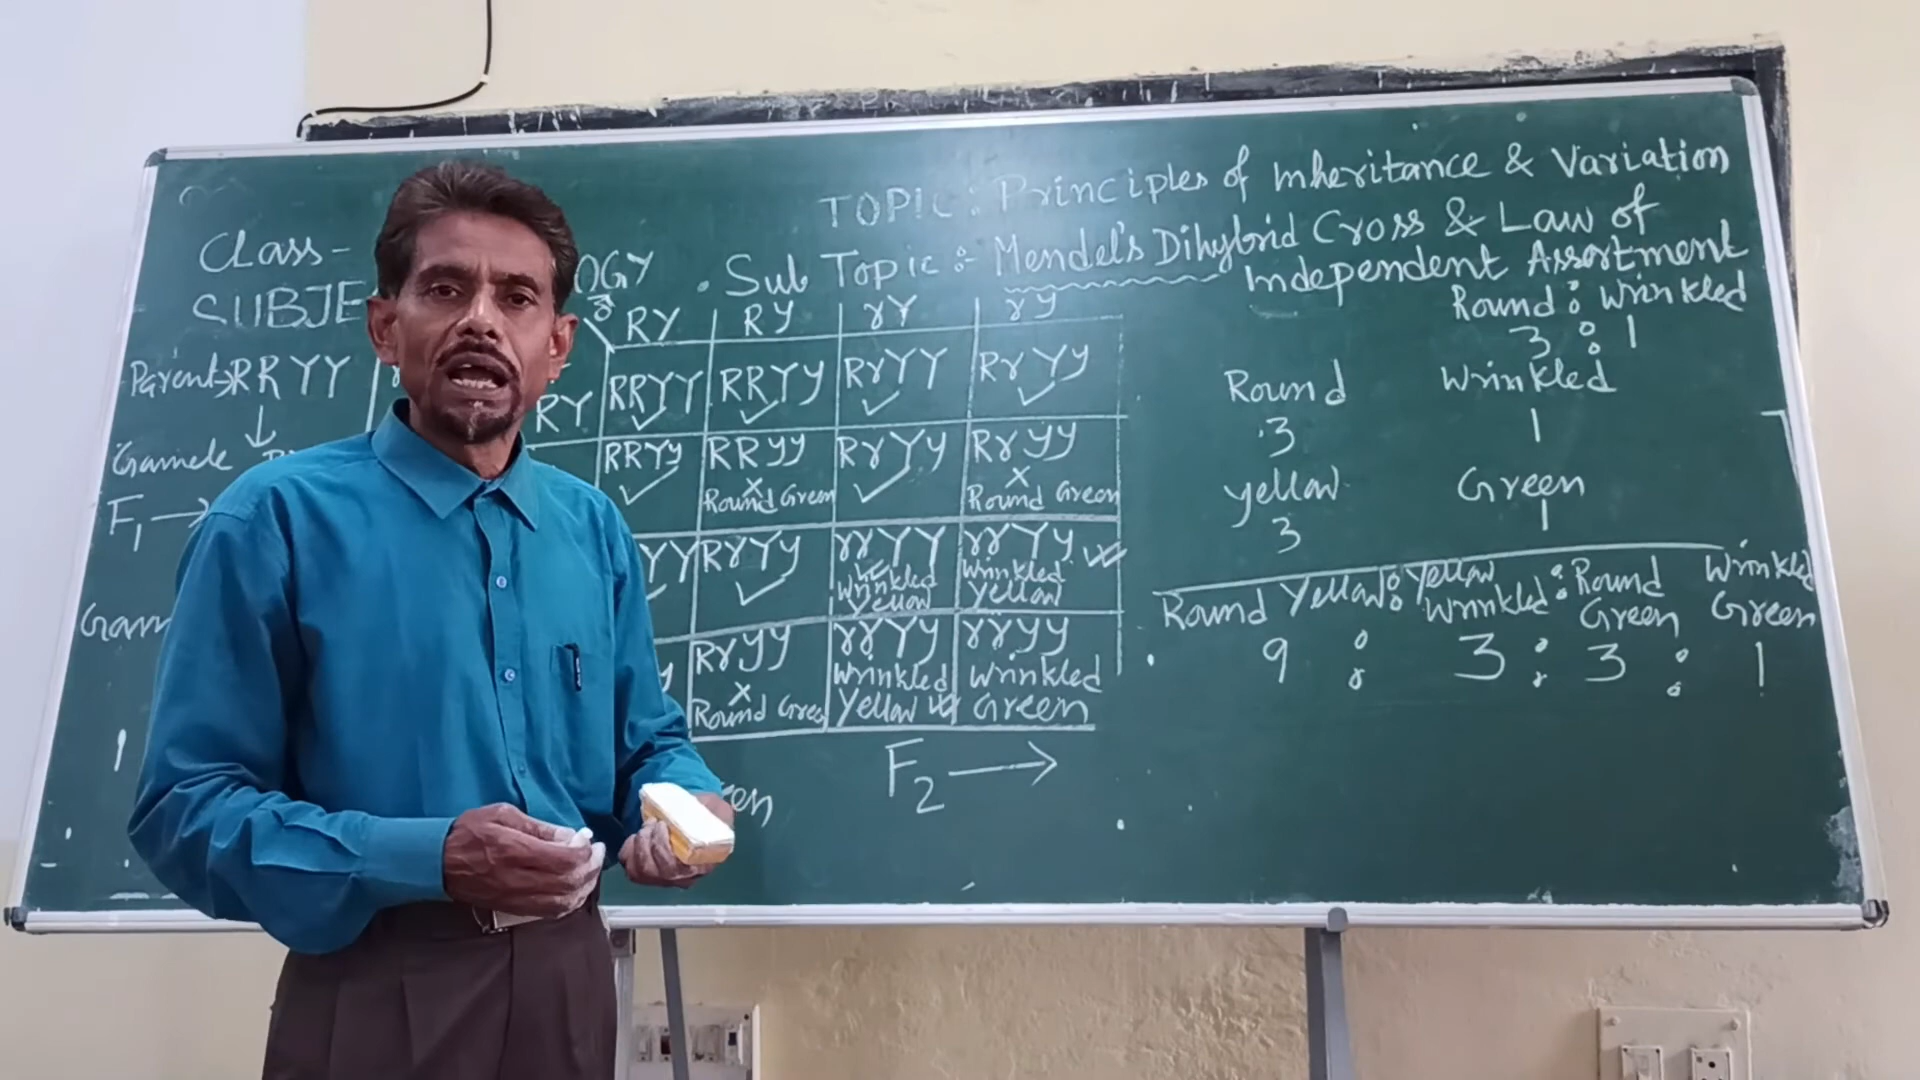 TOPIC: Principles of Inheritance & Variation
Class-
SUBJE OGY . Sub Topic :- Mendel's Dihybrid Cross & Law of
Independent Assortment
Parent→RRYY
↓
Gamete
F₁ →
Gam
RY Ry rY ry
RY RRYY ✓ RRYy ✓ RrYY ✓ RrYy ✓
RRYy ✓ RRyy × Round Green RrYy ✓ Rryy × Round Green
YY RrYy ✓ rrYY Wrinkled Yellow rrYy Wrinkled Yellow
y Rryy × Round Green rrYy Wrinkled Yellow rryy Wrinkled Green
F₂ →
en
Round : Wrinkled
3 : 1
Round Wrinkled
3 1
yellow Green
3 1
Round Yellow : Yellow Wrinkled : Round Green Wrinkled Green
9 : 3 : 3 : 1